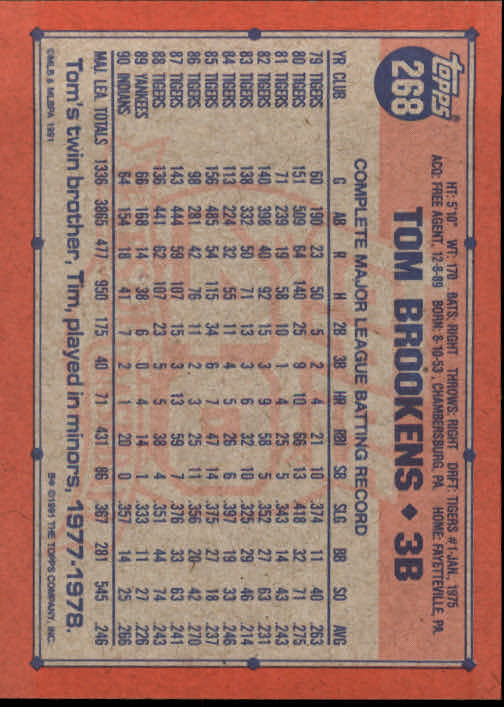 topps®
268
HT: 5'10" WT: 170 BATS: RIGHT THROWS: RIGHT DRFT: TIGERS #1-JAN, 1975
ACQ: FREE AGENT, 12-8-89 BORN: 8-10-53, CHAMBERSBURG, PA HOME: FAYETTEVILLE, PA
TOM BROOKENS ◆ 3B
COMPLETE MAJOR LEAGUE BATTING RECORD
YR CLUB G AB R H 2B 3B HR RBI SB SLG BB SO AVG
79 TIGERS 60 190 23 50 5 2 4 21 10 .374 11 40 .263
80 TIGERS 151 509 64 140 25 9 10 66 13 .418 32 71 .275
81 TIGERS 71 239 19 58 10 1 4 25 5 .343 14 43 .243
82 TIGERS 140 398 40 92 15 3 9 58 5 .352 27 63 .231
83 TIGERS 138 332 50 71 13 3 6 32 10 .325 29 46 .214
84 TIGERS 113 224 32 55 11 4 5 26 6 .397 19 33 .246
85 TIGERS 156 485 54 115 34 6 7 47 14 .375 27 18 .237
86 TIGERS 98 281 42 76 11 2 3 25 11 .356 20 42 .270
87 TIGERS 143 444 59 107 15 3 13 59 7 .376 33 63 .241
88 TIGERS 136 441 62 107 23 5 5 38 4 .351 44 74 .243
89 YANKEES 66 168 14 38 6 0 4 14 1 .333 11 27 .226
90 INDIANS 64 154 18 41 7 2 1 20 0 .357 14 25 .266
MAJ. LEA. TOTALS 1336 3865 477 950 175 40 71 431 86 .367 281 545 .246
Tom's twin brother, Tim, played in minors, 1977-1978.
©MLB & MLBPA 1991
B* ©1991 THE TOPPS COMPANY, INC.